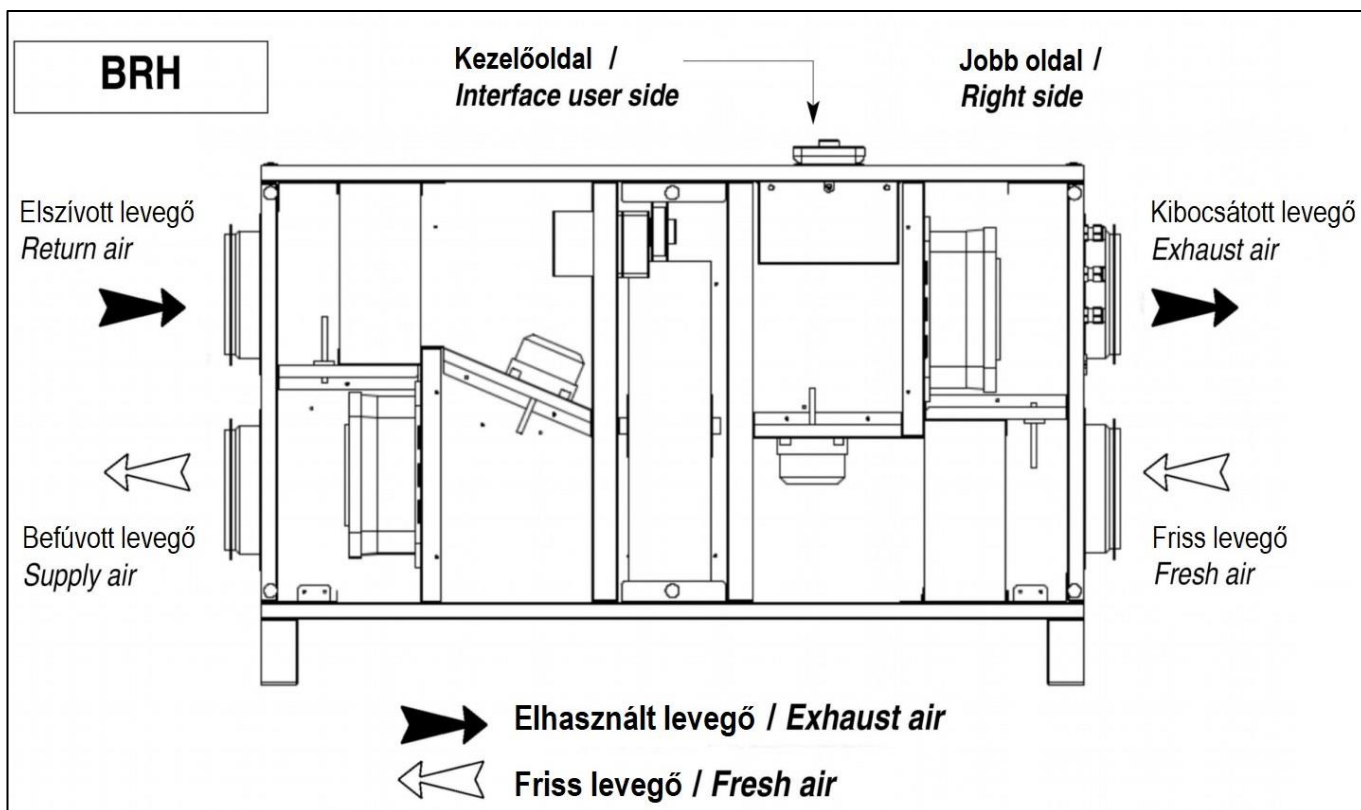 BRH
Kezelőoldal /
Interface user side
Jobb oldal /
Right side
Elszívott levegő
Return air
Kibocsátott levegő
Exhaust air
Befúvott levegő
Supply air
Friss levegő
Fresh air
Elhasznált levegő / Exhaust air
Friss levegő / Fresh air